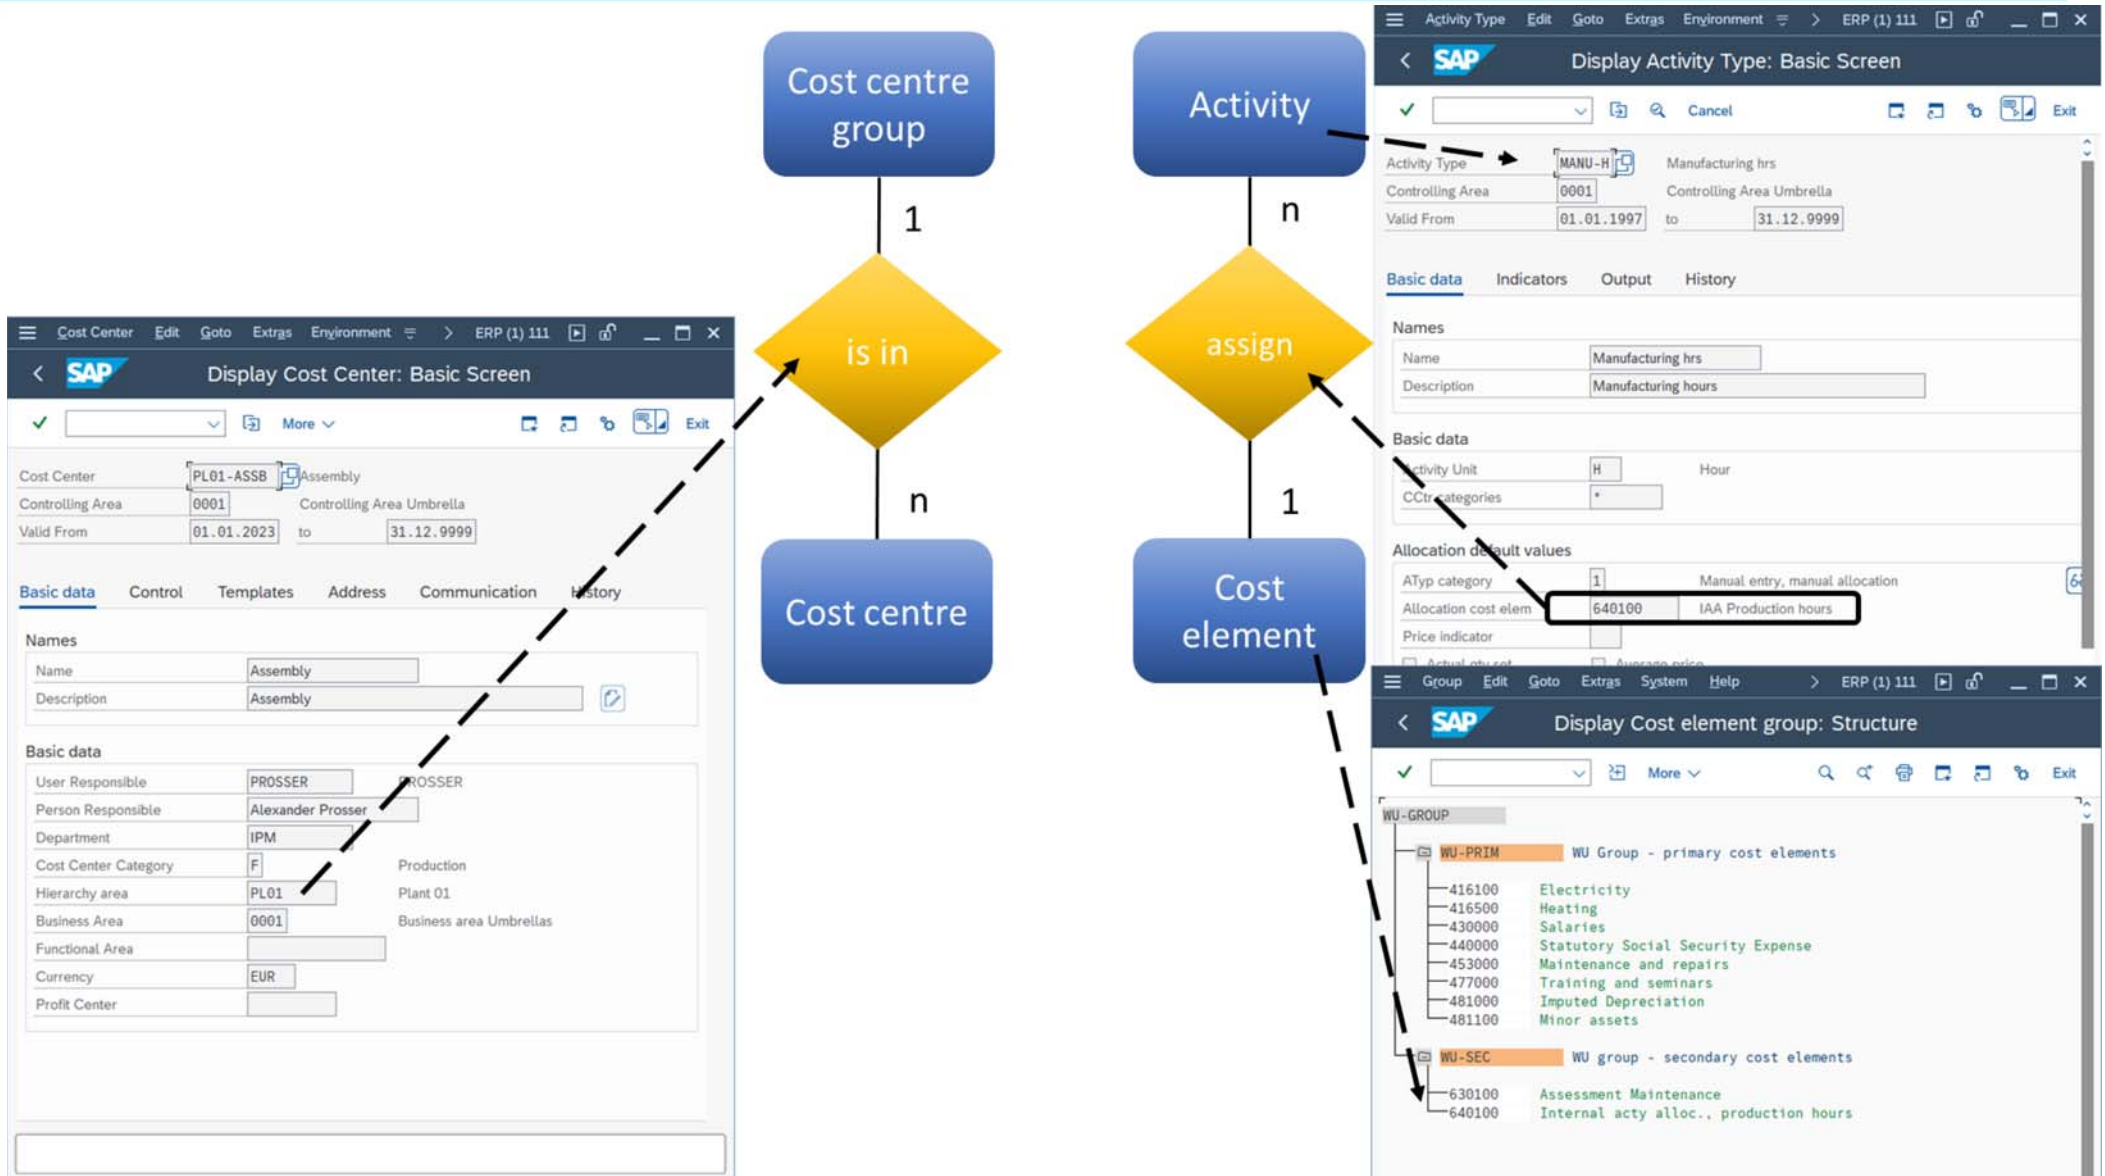 Cost centre
group
1
is in
n
Cost centre
Activity
n
assign
1
Cost
element
Cost Center Edit Goto Extras Environment > ERP (1) 111
< SAP Display Cost Center: Basic Screen
More Exit
Cost Center PL01-ASSB Assembly
Controlling Area 0001 Controlling Area Umbrella
Valid From 01.01.2023 to 31.12.9999
Basic data Control Templates Address Communication History
Names
Name Assembly
Description Assembly
Basic data
User Responsible PROSSER PROSSER
Person Responsible Alexander Prosser
Department IPM
Cost Center Category F Production
Hierarchy area PL01 Plant 01
Business Area 0001 Business area Umbrellas
Functional Area
Currency EUR
Profit Center
Activity Type Edit Goto Extras Environment > ERP (1) 111
< SAP Display Activity Type: Basic Screen
Cancel Exit
Activity Type MANU-H Manufacturing hrs
Controlling Area 0001 Controlling Area Umbrella
Valid From 01.01.1997 to 31.12.9999
Basic data Indicators Output History
Names
Name Manufacturing hrs
Description Manufacturing hours
Basic data
Activity Unit H Hour
CCtr categories *
Allocation default values
ATyp category 1 Manual entry, manual allocation
Allocation cost elem 640100 IAA Production hours
Price indicator
Actual qty set Average price
Group Edit Goto Extras System Help > ERP (1) 111
< SAP Display Cost element group: Structure
More Exit
WU-GROUP
WU-PRIM WU Group - primary cost elements
416100 Electricity
416500 Heating
430000 Salaries
440000 Statutory Social Security Expense
453000 Maintenance and repairs
477000 Training and seminars
481000 Imputed Depreciation
481100 Minor assets
WU-SEC WU group - secondary cost elements
630100 Assessment Maintenance
640100 Internal acty alloc., production hours